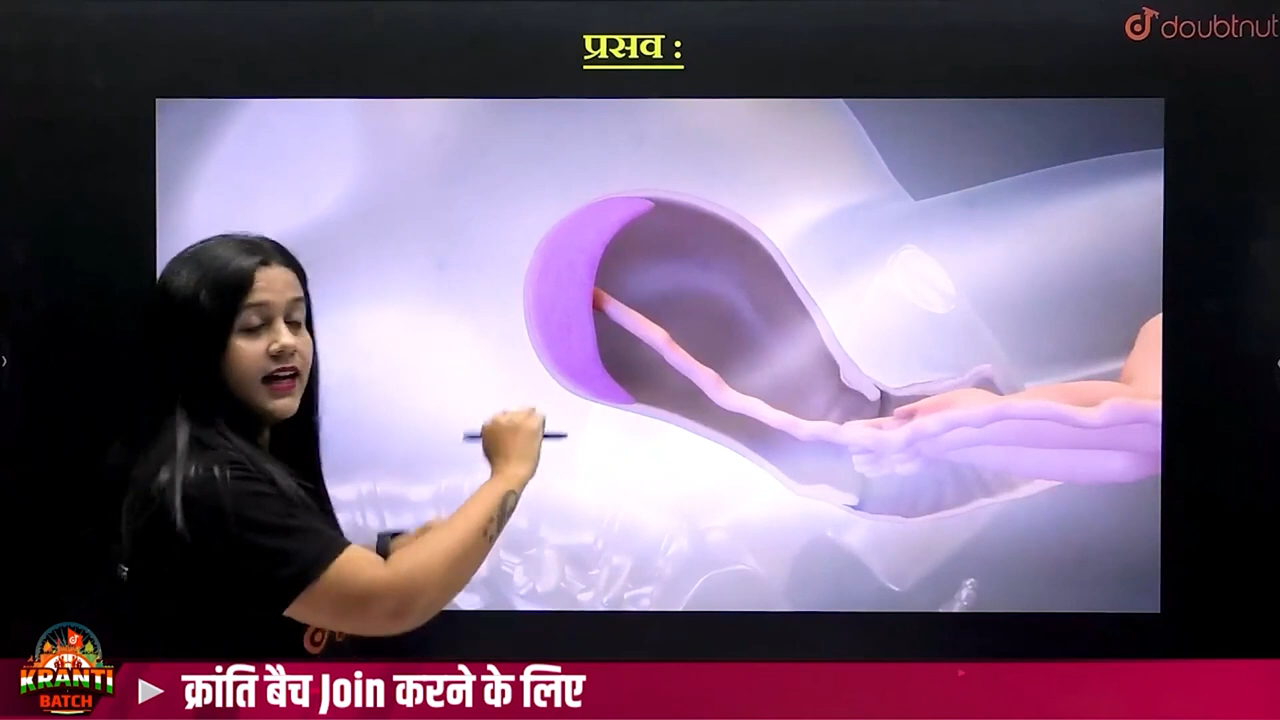 प्रसव :
doubtnut
KRANTI
BATCH
क्रांति बैच Join करने के लिए